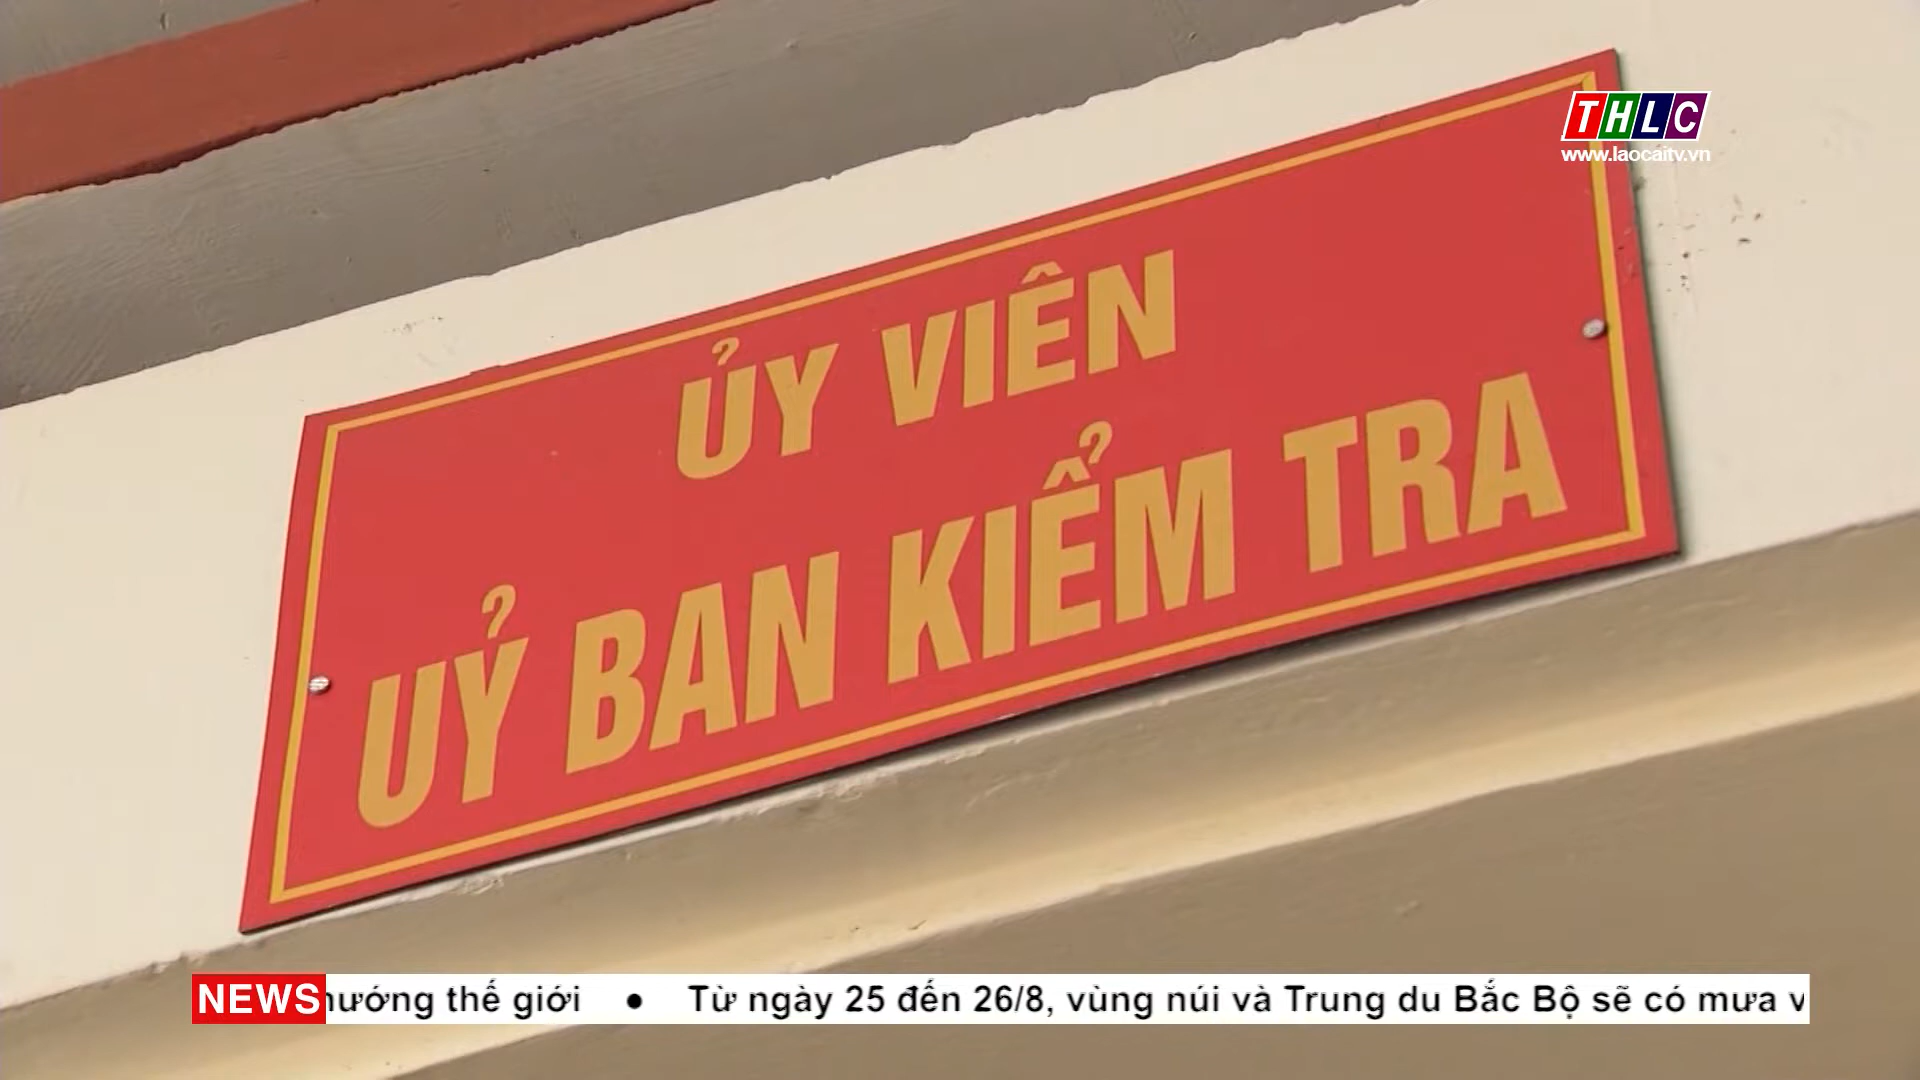 THLC
www.laocaitv.vn
ỦY VIÊN
UỶ BAN KIỂM TRA
NEWS thế giới ● Từ ngày 25 đến 26/8, vùng núi và Trung du Bắc Bộ sẽ có mưa